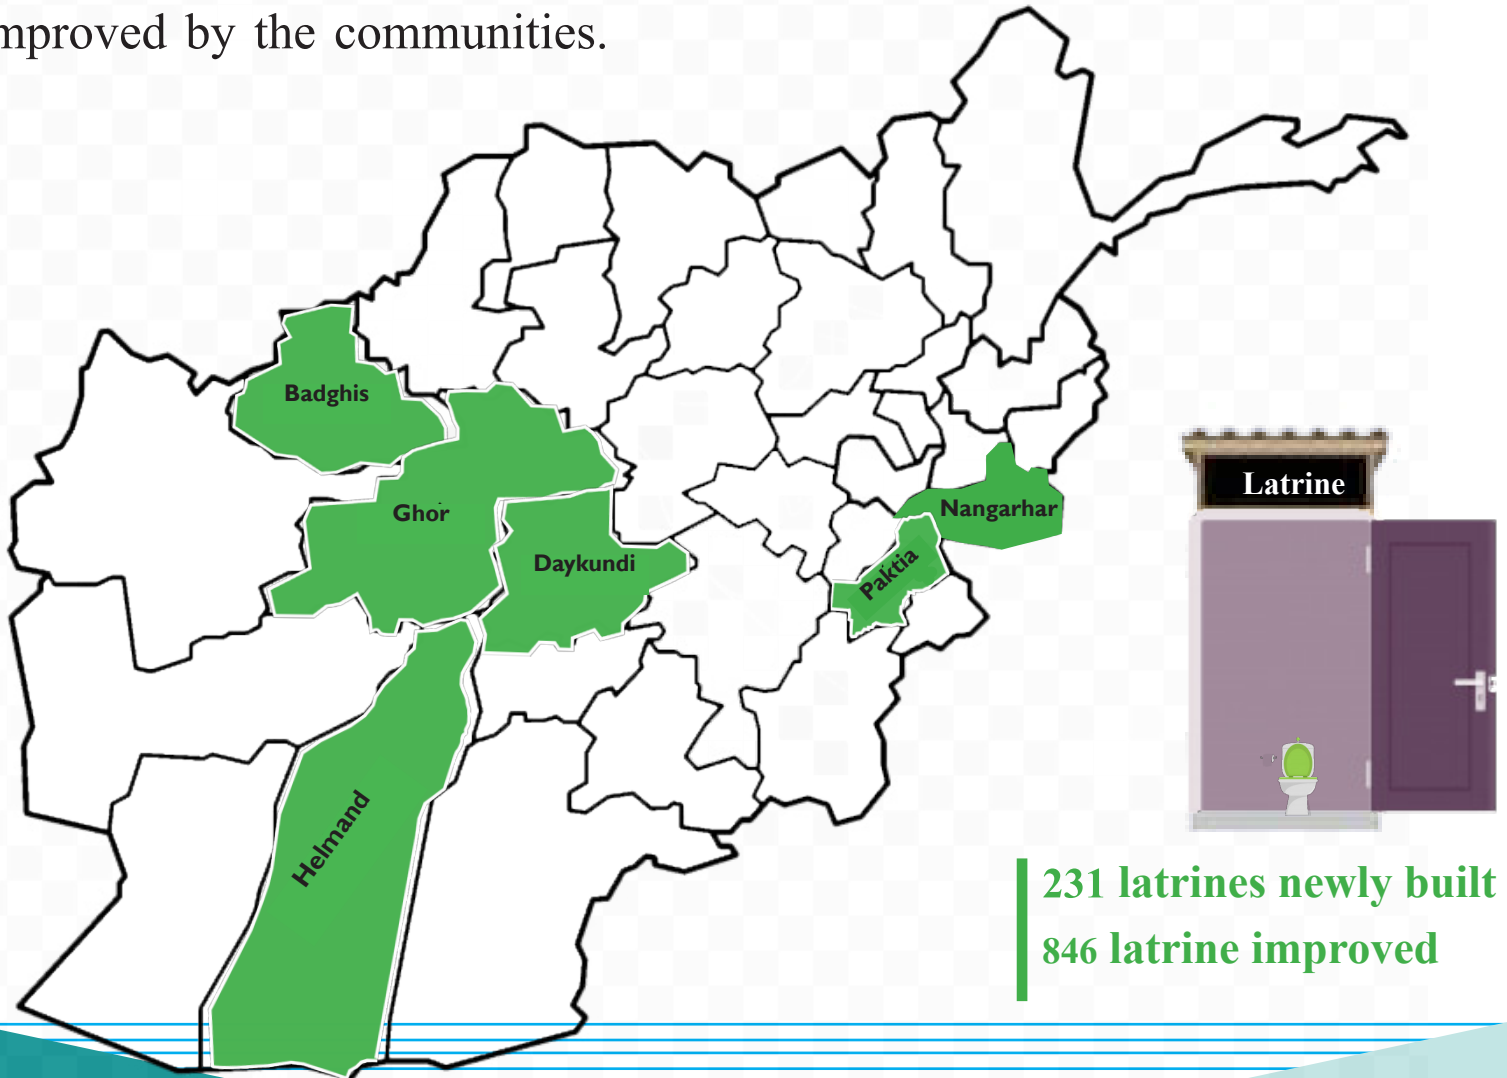 mproved by the communities.
Badghis
Ghor
Daykundi
Nangarhar
Paktia
Helmand
Latrine
231 latrines newly built
846 latrine improved